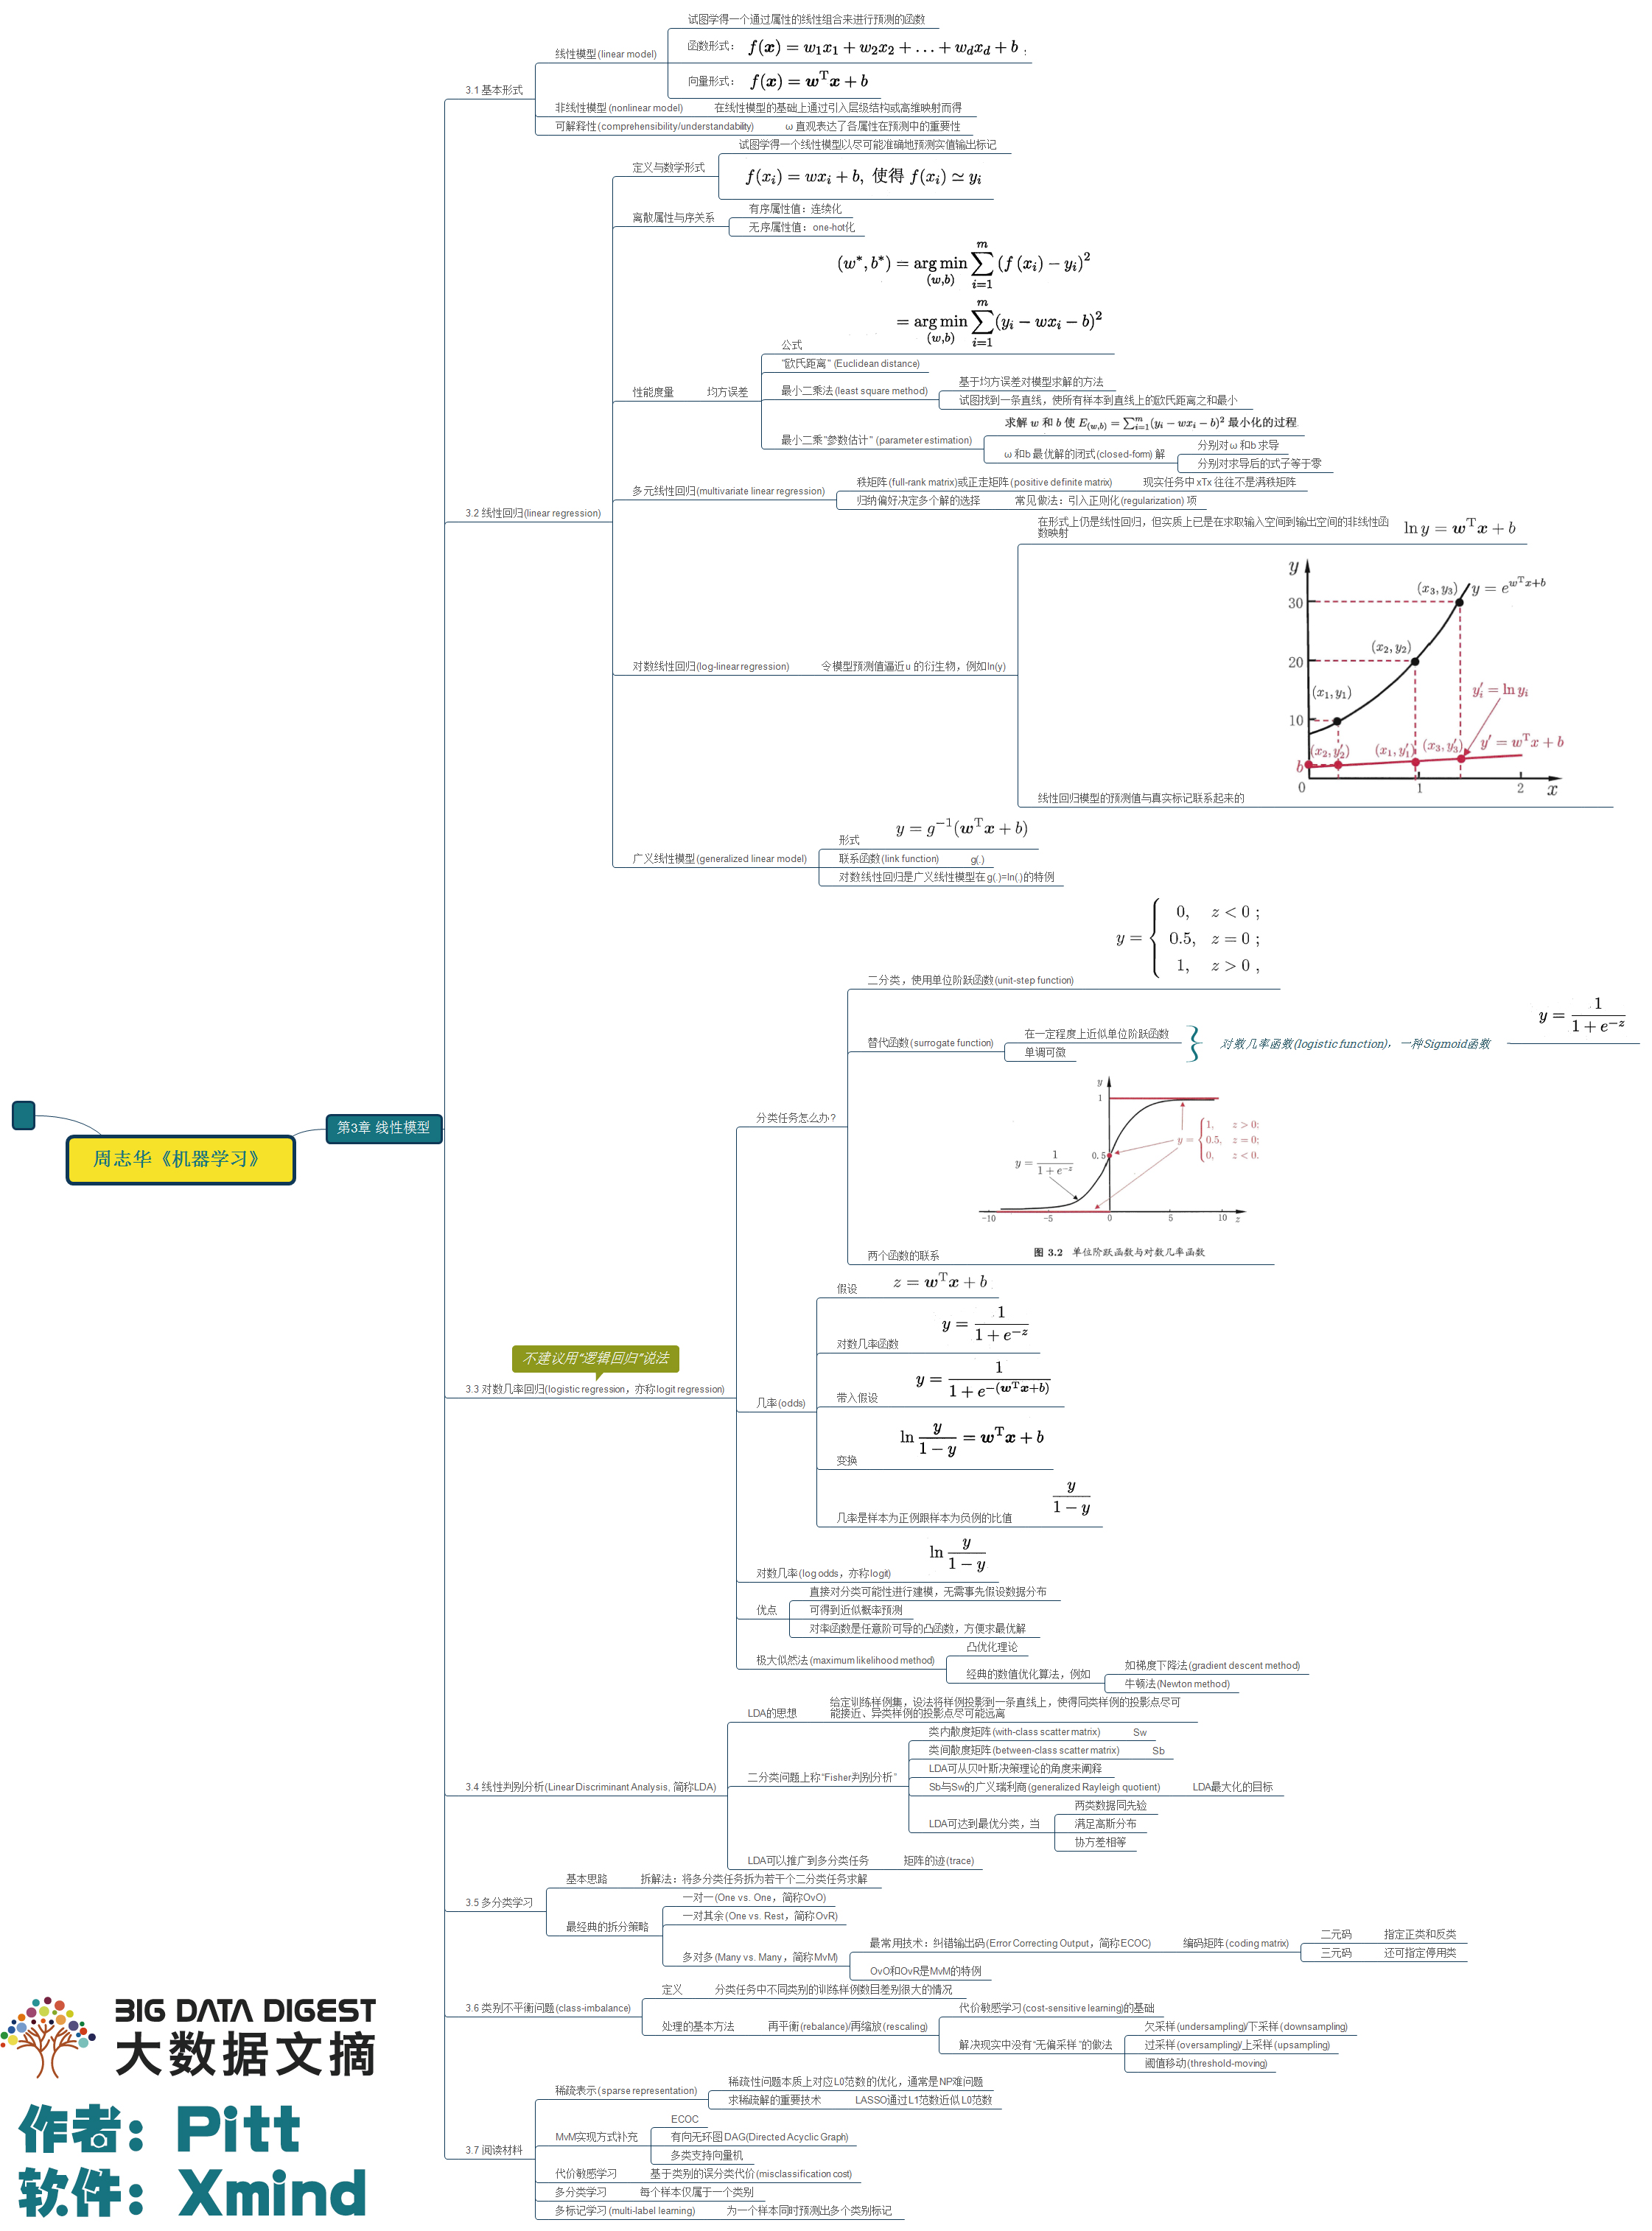 周志华《机器学习》
第3章 线性模型
3.1 基本形式
线性模型(linear model)
试图学得一个通过属性的线性组合来进行预测的函数
函数形式： f(x) = w₁x₁ + w₂x₂ + … + w_dx_d + b ；
向量形式： f(x) = wᵀx + b
非线性模型(nonlinear model) 在线性模型的基础上通过引入层级结构或高维映射而得
可解释性(comprehensibility/understandability) ω 直观表达了各属性在预测中的重要性
3.2 线性回归(linear regression)
定义与数学形式
试图学得一个线性模型以尽可能准确地预测实值输出标记
f(xᵢ) = wxᵢ + b, 使得 f(xᵢ) ≃ yᵢ
离散属性与序关系
有序属性值：连续化
无序属性值：one-hot化
性能度量 均方误差
(w*, b*) = arg min_(w,b) ∑_{i=1}^m (f(xᵢ) − yᵢ)²
= arg min_(w,b) ∑_{i=1}^m (yᵢ − wxᵢ − b)²
公式
“欧氏距离” (Euclidean distance)
最小二乘法(least square method)
基于均方误差对模型求解的方法
试图找到一条直线，使所有样本到直线上的欧氏距离之和最小
最小二乘“参数估计” (parameter estimation)
求解 w 和 b 使 E_(w,b) = ∑_{i=1}^m (yᵢ − wxᵢ − b)² 最小化的过程
ω 和b 最优解的闭式(closed-form) 解
分别对ω 和b 求导
分别对求导后的式子等于零
多元线性回归(multivariate linear regression)
秩矩阵(full-rank matrix)或正走矩阵(positive definite matrix) 现实任务中 xTx 往往不是满秩矩阵
归纳偏好决定多个解的选择 常见做法：引入正则化(regularization) 项
对数线性回归(log-linear regression) 令模型预测值逼近u 的衍生物，例如ln(y)
在形式上仍是线性回归，但实质上已是在求取输入空间到输出空间的非线性函
数映射
ln y = wᵀx + b
y
30
20
10
b
0
1
2
x
(x₃, y₃)
y = e^(wᵀx+b)
(x₂, y₂)
(x₁, y₁)
y′ᵢ = ln yᵢ
(x₂, y′₂)
(x₁, y′₁)
(x₃, y′₃)
y′ = wᵀx + b
线性回归模型的预测值与真实标记联系起来的
广义线性模型(generalized linear model)
形式 y = g⁻¹(wᵀx + b)
联系函数(link function) g(.)
对数线性回归是广义线性模型在 g(.)=ln(.)的特例
3.3 对数几率回归(logistic regression，亦称logit regression)
不建议用“逻辑回归”说法
分类任务怎么办？
二分类，使用单位阶跃函数(unit-step function)
y = { 0, z < 0 ;
0.5, z = 0 ;
1, z > 0 ,
替代函数(surrogate function)
在一定程度上近似单位阶跃函数
单调可微
对数几率函数(logistic function)，一种Sigmoid函数
y = 1/(1 + e^−z)
y
1
0.5
y = 1/(1 + e^−z)
y = { 1, z > 0;
0.5, z = 0;
0, z < 0.
-10
-5
0
5
10
z
图 3.2 单位阶跃函数与对数几率函数
两个函数的联系
几率(odds)
假设 z = wᵀx + b
对数几率函数 y = 1/(1 + e^−z)
带入假设 y = 1/(1 + e^−(wᵀx+b))
变换 ln y/(1 − y) = wᵀx + b
几率是样本为正例跟样本为负例的比值 y/(1 − y)
对数几率(log odds，亦称logit) ln y/(1 − y)
优点
直接对分类可能性进行建模，无需事先假设数据分布
可得到近似概率预测
对率函数是任意阶可导的凸函数，方便求最优解
极大似然法(maximum likelihood method)
凸优化理论
经典的数值优化算法，例如
如梯度下降法(gradient descent method)
牛顿法(Newton method)
3.4 线性判别分析(Linear Discriminant Analysis, 简称LDA)
LDA的思想
给定训练样例集，设法将样例投影到一条直线上，使得同类样例的投影点尽可
能接近、异类样例的投影点尽可能远离
二分类问题上称“Fisher判别分析”
类内散度矩阵(with-class scatter matrix) Sw
类间散度矩阵(between-class scatter matrix) Sb
LDA可从贝叶斯决策理论的角度来阐释
Sb与Sw的广义瑞利商(generalized Rayleigh quotient) LDA最大化的目标
LDA可达到最优分类，当
两类数据同先验
满足高斯分布
协方差相等
LDA可以推广到多分类任务 矩阵的迹(trace)
3.5 多分类学习
基本思路 拆解法：将多分类任务拆为若干个二分类任务求解
最经典的拆分策略
一对一(One vs. One，简称OvO)
一对其余(One vs. Rest，简称OvR)
多对多(Many vs. Many，简称MvM)
最常用技术：纠错输出码(Error Correcting Output，简称ECOC) 编码矩阵(coding matrix)
二元码 指定正类和反类
三元码 还可指定停用类
OvO和OvR是MvM的特例
3.6 类别不平衡问题(class-imbalance)
定义 分类任务中不同类别的训练样例数目差别很大的情况
处理的基本方法 再平衡(rebalance)/再缩放(rescaling)
代价敏感学习(cost-sensitive learning)的基础
解决现实中没有“无偏采样”的做法
欠采样(undersampling)/下采样(downsampling)
过采样(oversampling)/上采样(upsampling)
阈值移动(threshold-moving)
3.7 阅读材料
稀疏表示(sparse representation)
稀疏性问题本质上对应L0范数的优化，通常是NP难问题
求稀疏解的重要技术 LASSO通过L1范数近似L0范数
MvM实现方式补充
ECOC
有向无环图DAG(Directed Acyclic Graph)
多类支持向量机
代价敏感学习 基于类别的误分类代价(misclassification cost)
多分类学习 每个样本仅属于一个类别
多标记学习(multi-label learning) 为一个样本同时预测出多个类别标记
BIG DATA DIGEST
大数据文摘
作者：Pitt
软件：Xmind